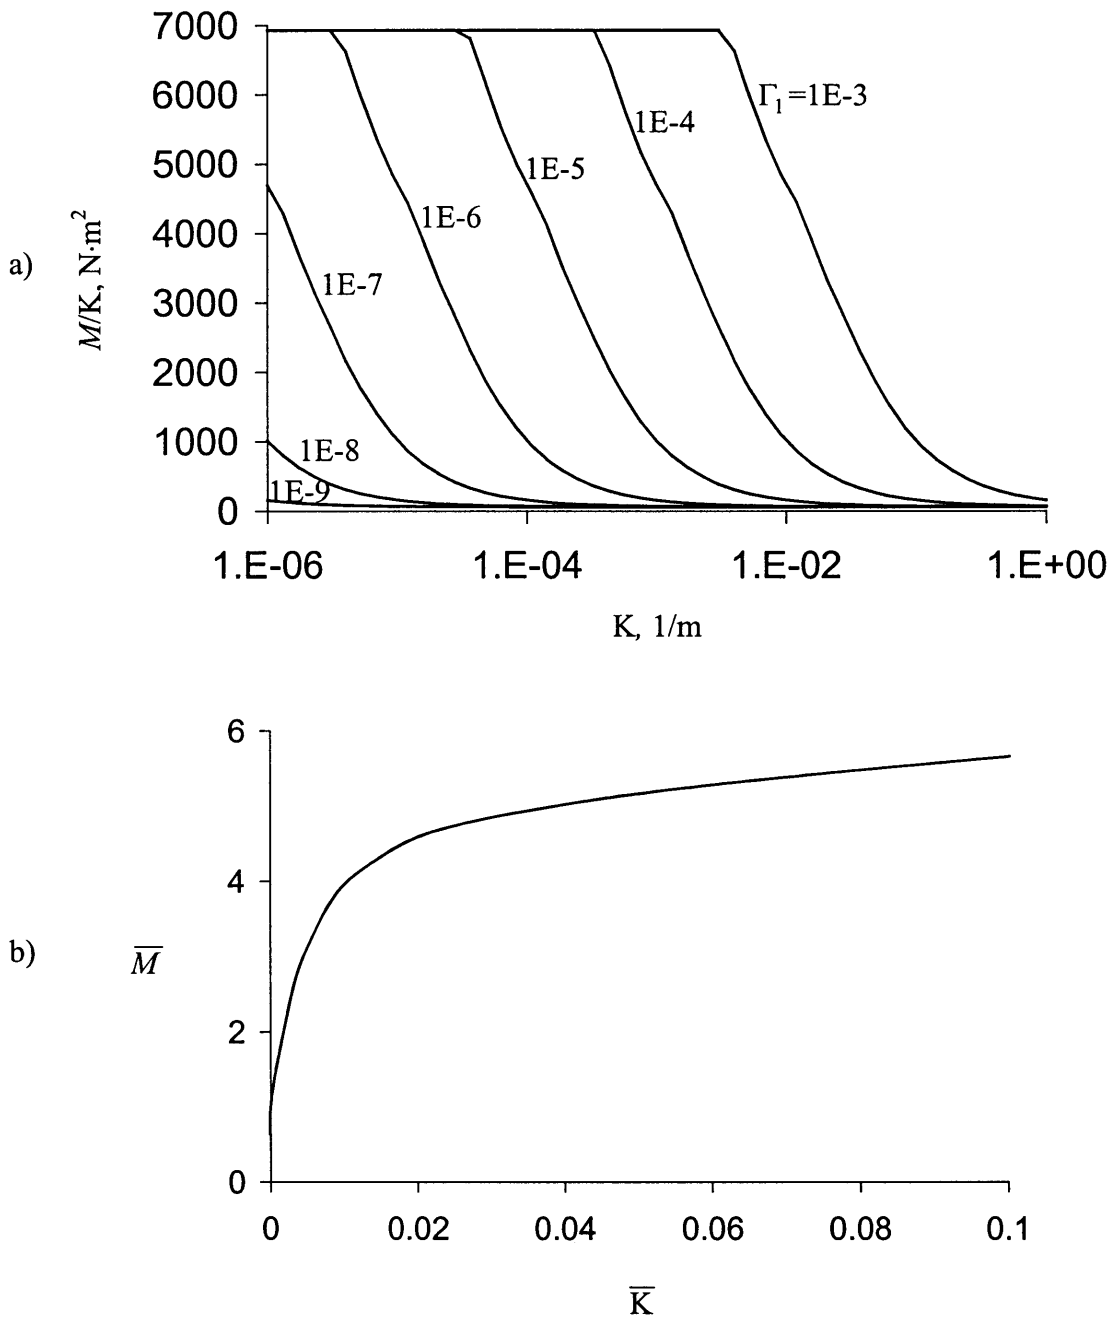 a)
M/K, N·m²
7000
6000
5000
4000
3000
2000
1000
0
Γ₁=1E-3
1E-4
1E-5
1E-6
1E-7
1E-8
1E-9
1.E-06 1.E-04 1.E-02 1.E+00
K, 1/m
b)
M̅
6
4
2
0
0 0.02 0.04 0.06 0.08 0.1
K̅